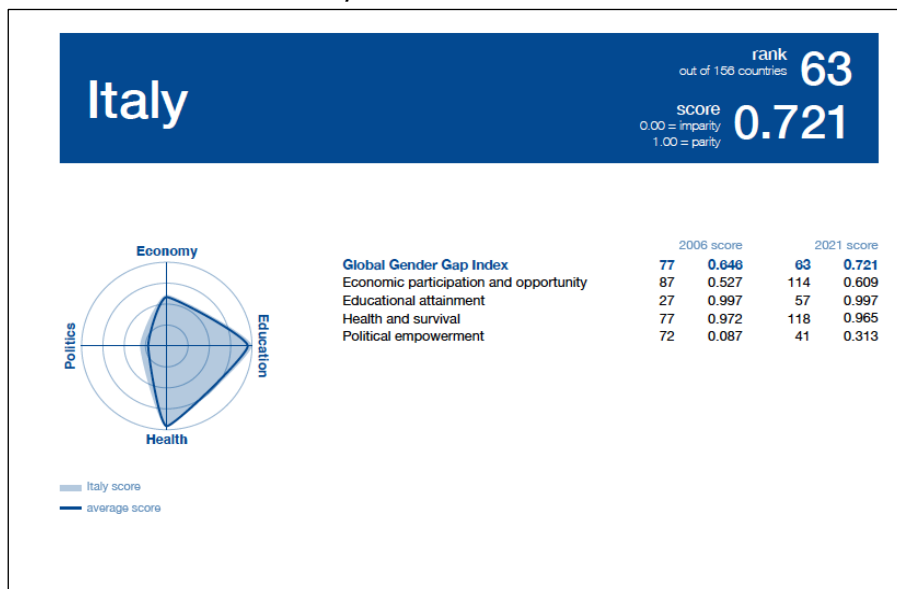 Italy
rank
out of 156 countries
63
score
0.00 = imparity
1.00 = parity
0.721
Economy
Education
Health
Politics
Italy score
average score
2006 score 2021 score
Global Gender Gap Index 77 0.646 63 0.721
Economic participation and opportunity 87 0.527 114 0.609
Educational attainment 27 0.997 57 0.997
Health and survival 77 0.972 118 0.965
Political empowerment 72 0.087 41 0.313